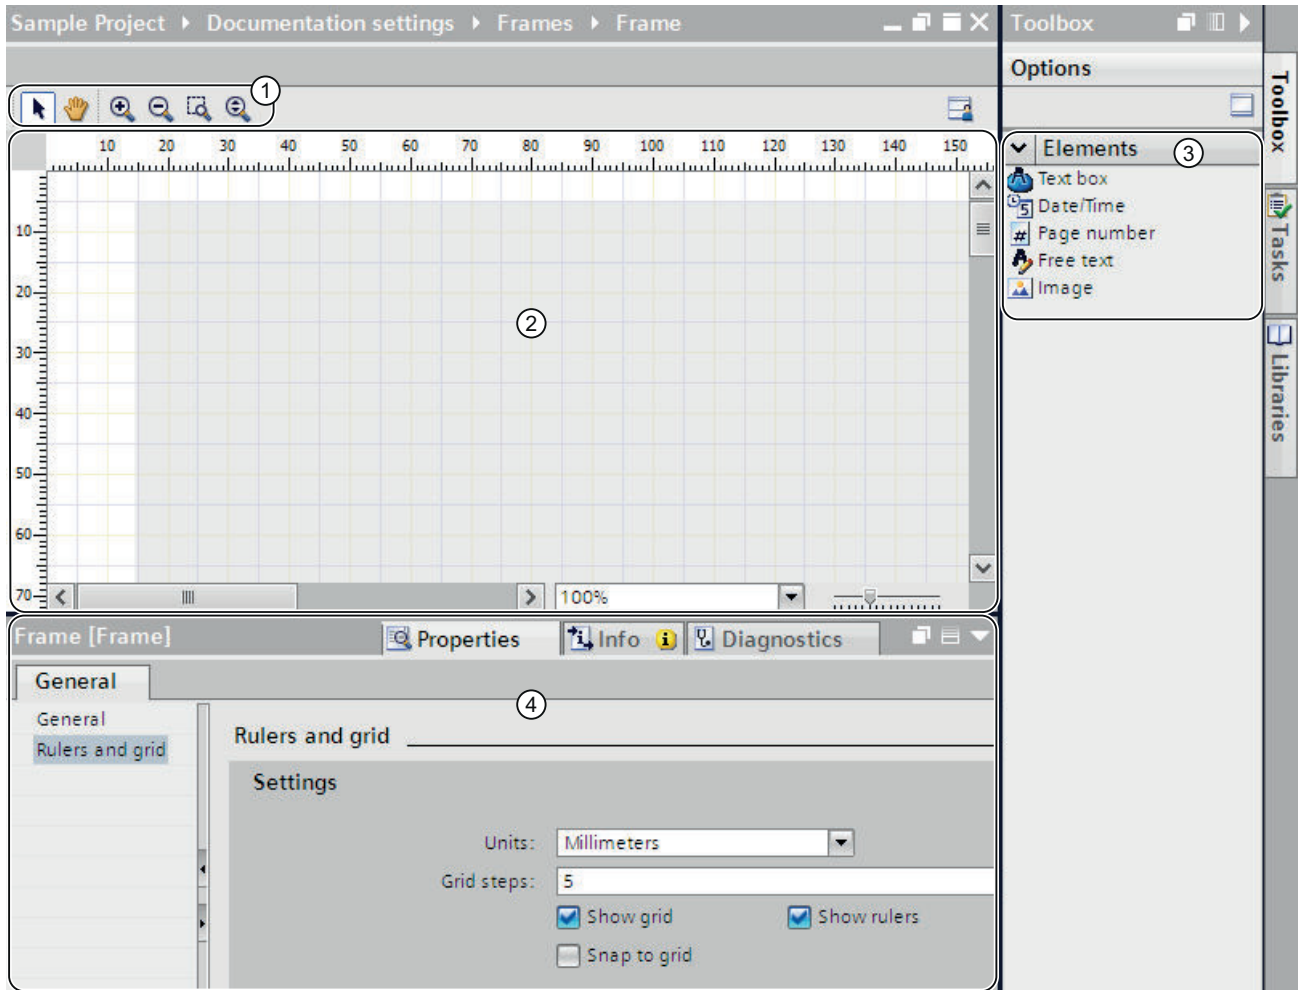 Sample Project Documentation settings Frames Frame
Toolbox
Options
1
10 20 30 40 50 60 70 80 90 100 110 120 130 140 150
10
20
30
40
50
60
70
2
100%
Elements
3
Text box
Date/Time
Page number
Free text
Image
Toolbox
Tasks
Libraries
Frame [Frame]
Properties
Info
Diagnostics
General
4
General
Rulers and grid
Rulers and grid
Settings
Units: Millimeters
Grid steps: 5
Show grid Show rulers
Snap to grid